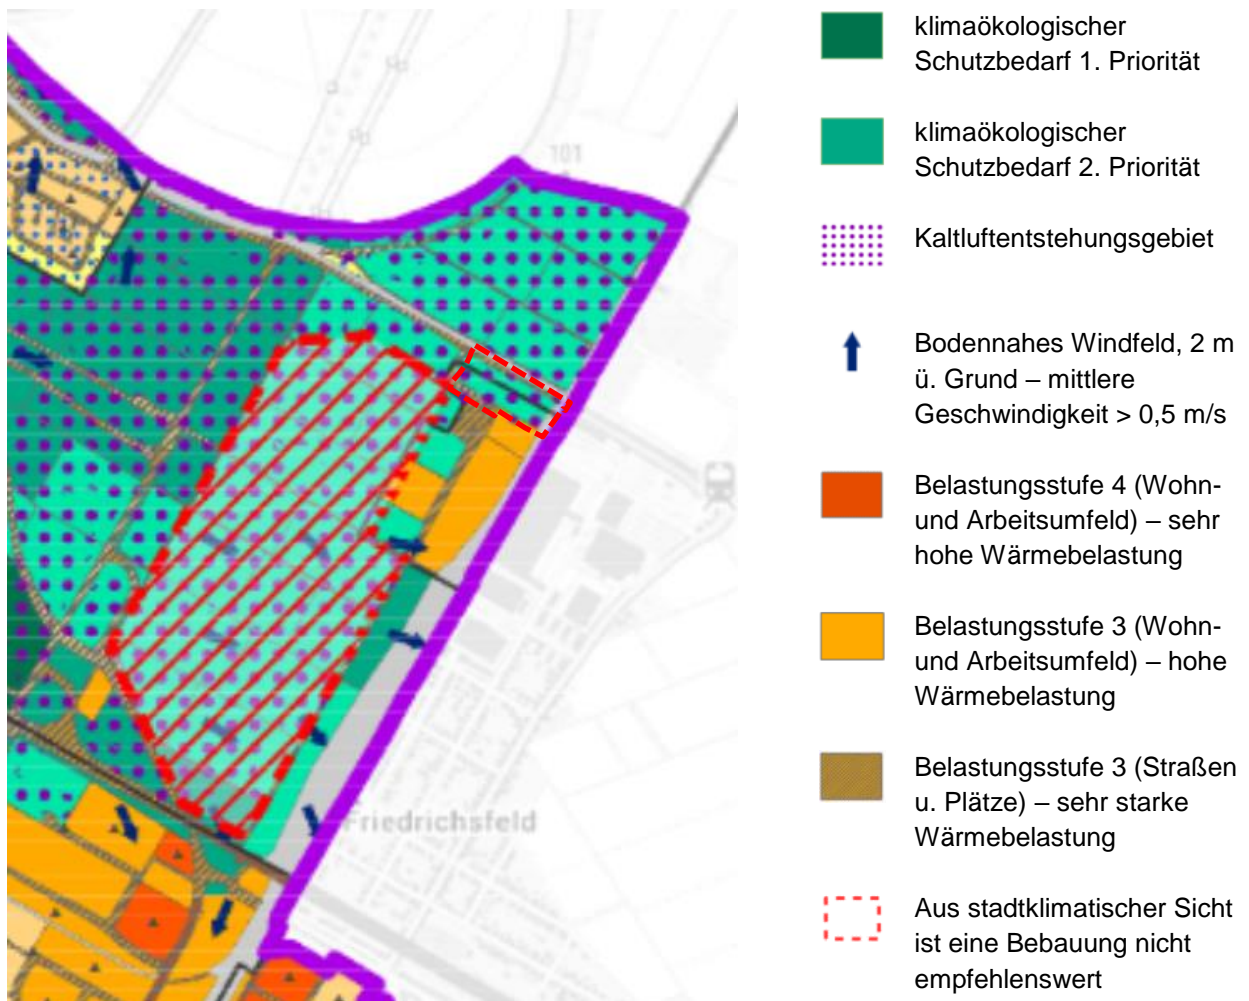 101
Friedrichsfeld
klimaökologischer
Schutzbedarf 1. Priorität
klimaökologischer
Schutzbedarf 2. Priorität
Kaltluftentstehungsgebiet
Bodennahes Windfeld, 2 m
ü. Grund – mittlere
Geschwindigkeit > 0,5 m/s
Belastungsstufe 4 (Wohn-
und Arbeitsumfeld) – sehr
hohe Wärmebelastung
Belastungsstufe 3 (Wohn-
und Arbeitsumfeld) – hohe
Wärmebelastung
Belastungsstufe 3 (Straßen
u. Plätze) – sehr starke
Wärmebelastung
Aus stadtklimatischer Sicht
ist eine Bebauung nicht
empfehlenswert